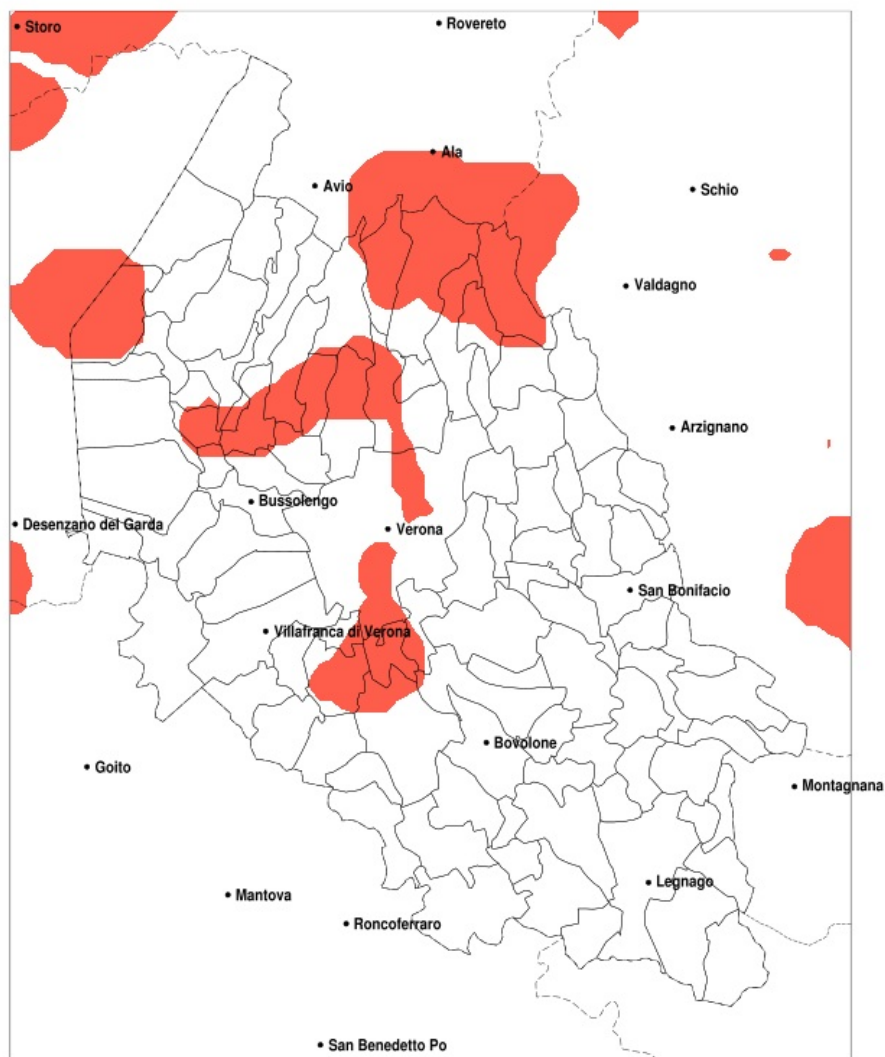 Storo
Rovereto
Ala
Avio
Schio
Valdagno
Arzignano
Bussolengo
Desenzano del Garda
Verona
San Bonifacio
Villafranca di Verona
Bovolone
Goito
Montagnana
Legnago
Mantova
Roncoferraro
San Benedetto Po